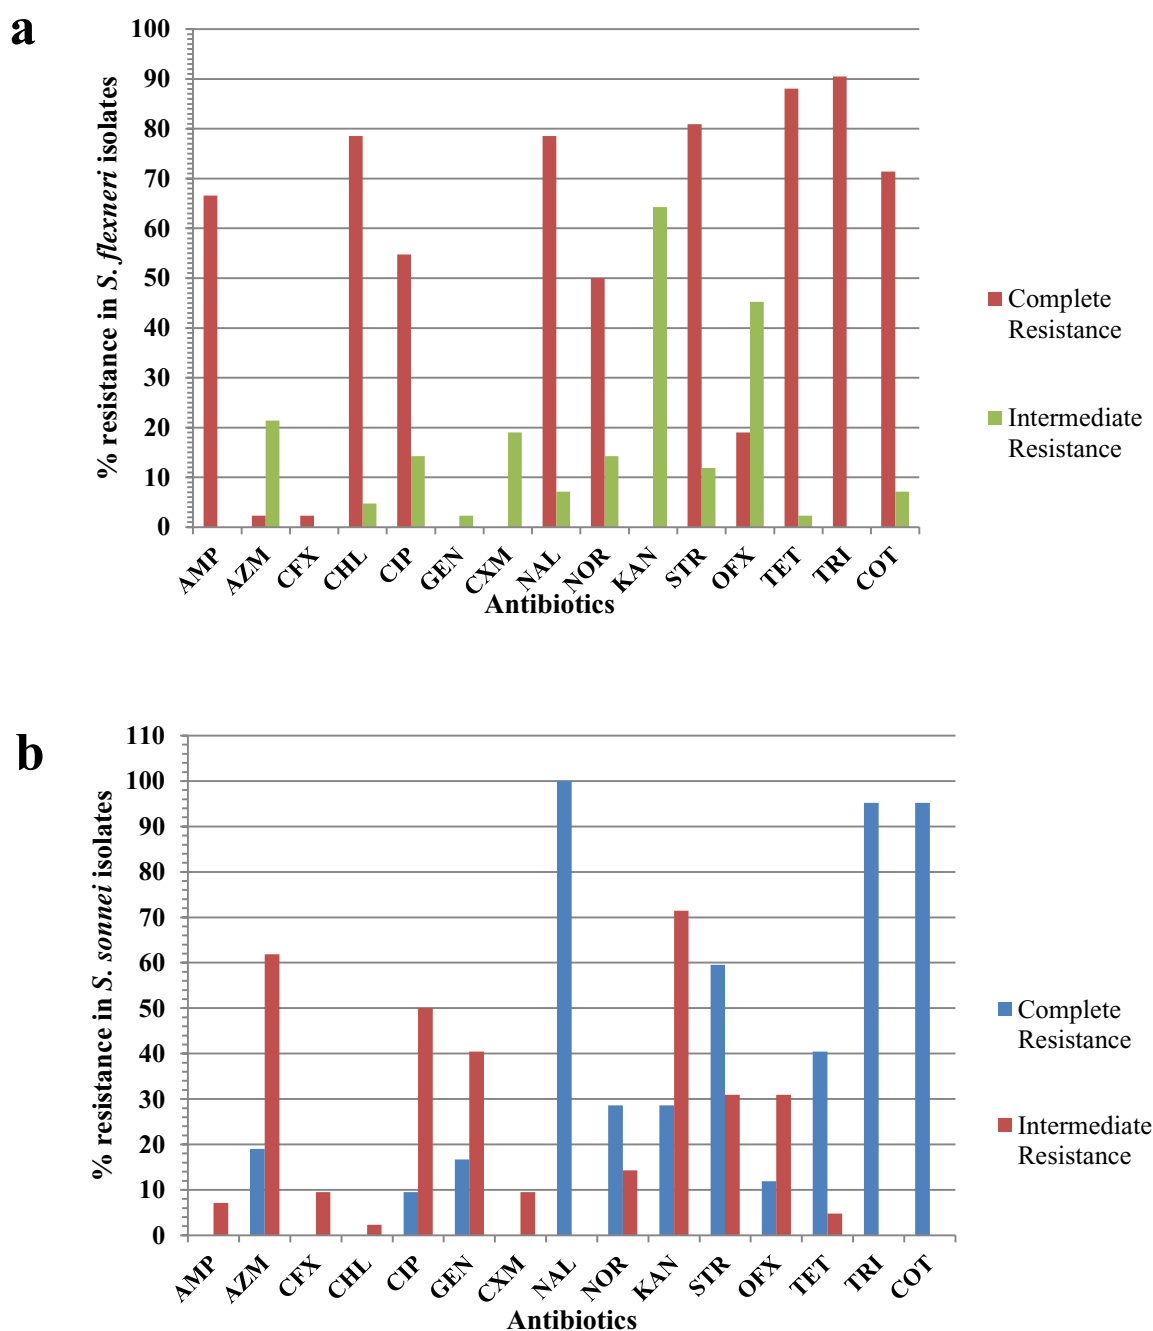 a
100
90
80
70
60
50
40
30
20
10
0
% resistance in S. flexneri isolates
AMP AZM CFX CHL CIP GEN CXM NAL NOR KAN STR OFX TET TRI COT
Antibiotics
Complete
Resistance
Intermediate
Resistance
b
110
100
90
80
70
60
50
40
30
20
10
0
% resistance in S. sonnei isolates
AMP AZM CFX CHL CIP GEN CXM NAL NOR KAN STR OFX TET TRI COT
Antibiotics
Complete
Resistance
Intermediate
Resistance